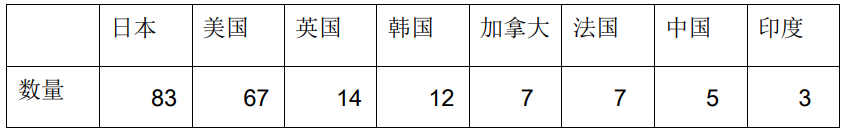 日本 美国 英国 韩国 加拿大 法国 中国 印度
数量 83 67 14 12 7 7 5 3